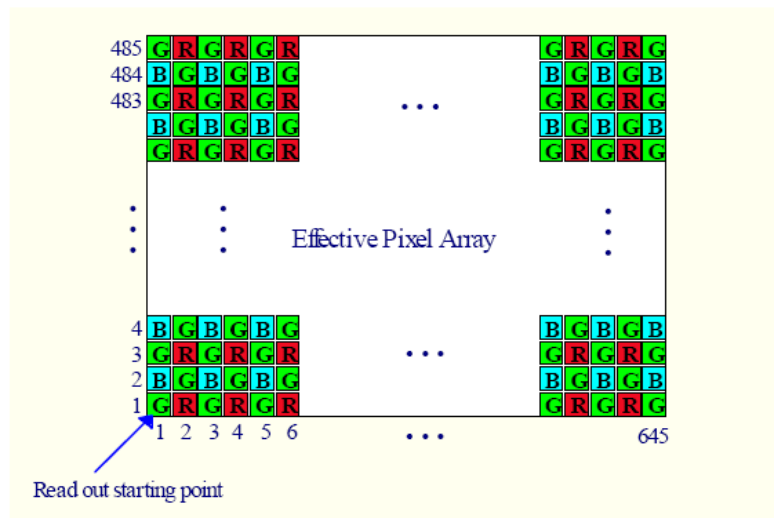 485 G R G R G R G R G R G
484 B G B G B G B G B G B
483 G R G R G R ... G R G R G
B G B G B G B G B G B
G R G R G R G R G R G
Effective Pixel Array
4 B G B G B G B G B G B
3 G R G R G R ... G R G R G
2 B G B G B G B G B G B
1 G R G R G R G R G R G
1 2 3 4 5 6 ... 645
Read out starting point